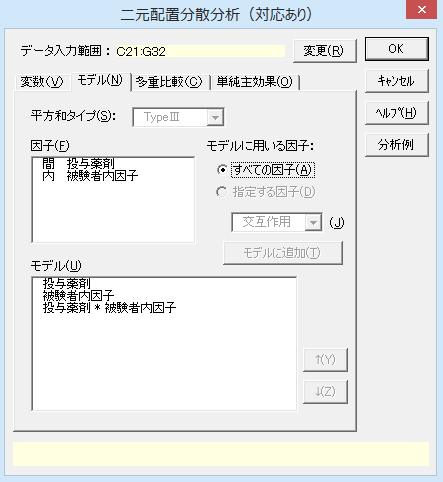 二元配置分散分析（対応あり）
データ入力範囲： C21:G32
変更(R)
OK
キャンセル
ヘルプ(H)
分析例
変数(V) モデル(N) 多重比較(C) 単純主効果(O)
平方和タイプ(S)： TypeⅢ
因子(F)
間 投与薬剤
内 被験者内因子
モデルに用いる因子：
すべての因子(A)
指定する因子(D)
交互作用 (J)
モデルに追加(T)
モデル(U)
投与薬剤
被験者内因子
投与薬剤 * 被験者内因子
↑(Y)
↓(Z)